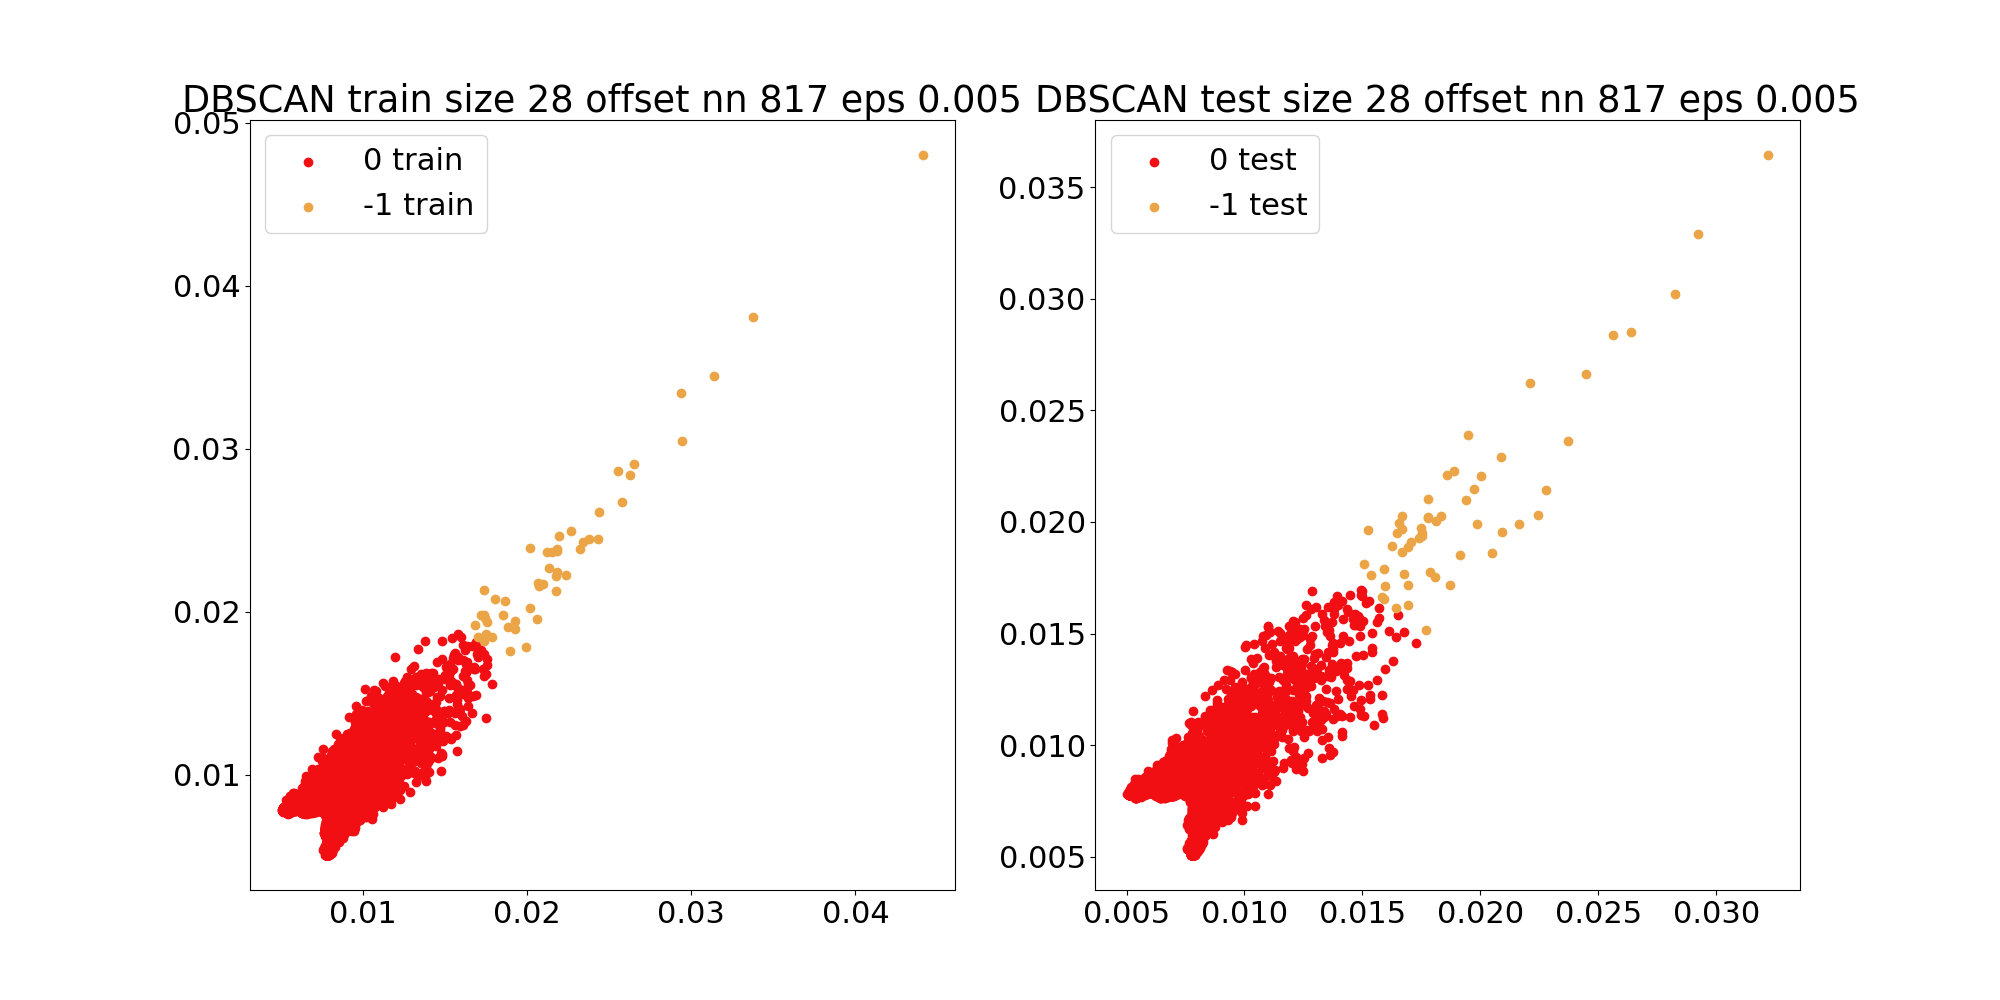 DBSCAN train size 28 offset nn 817 eps 0.005
0 train
-1 train
0.05
0.04
0.03
0.02
0.01
0.01 0.02 0.03 0.04
DBSCAN test size 28 offset nn 817 eps 0.005
0 test
-1 test
0.035
0.030
0.025
0.020
0.015
0.010
0.005
0.005 0.010 0.015 0.020 0.025 0.030